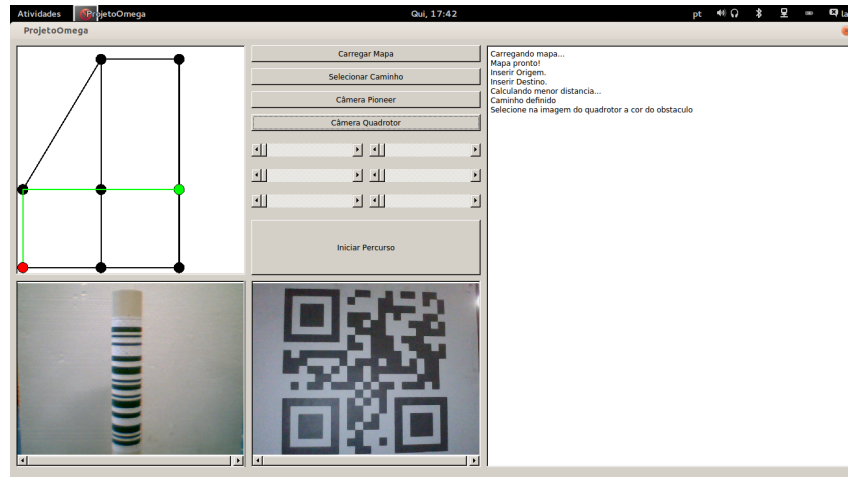 Atividades
ProjetoOmega
Qui, 17:42
pt
ProjetoOmega
Carregar Mapa
Selecionar Caminho
Câmera Pioneer
Câmera Quadrotor
Iniciar Percurso
Carregando mapa...
Mapa pronto!
Inserir Origem.
Inserir Destino.
Calculando menor distancia...
Caminho definido
Selecione na imagem do quadrotor a cor do obstaculo